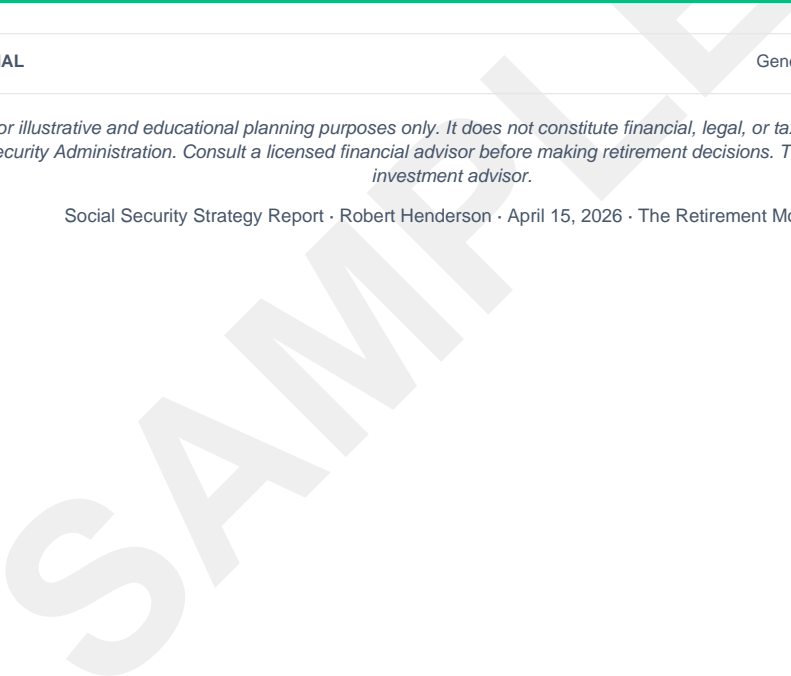 AL
Gene
or illustrative and educational planning purposes only. It does not constitute financial, legal, or ta
ecurity Administration. Consult a licensed financial advisor before making retirement decisions. T
investment advisor.
Social Security Strategy Report · Robert Henderson · April 15, 2026 · The Retirement Mo
SAMPLE